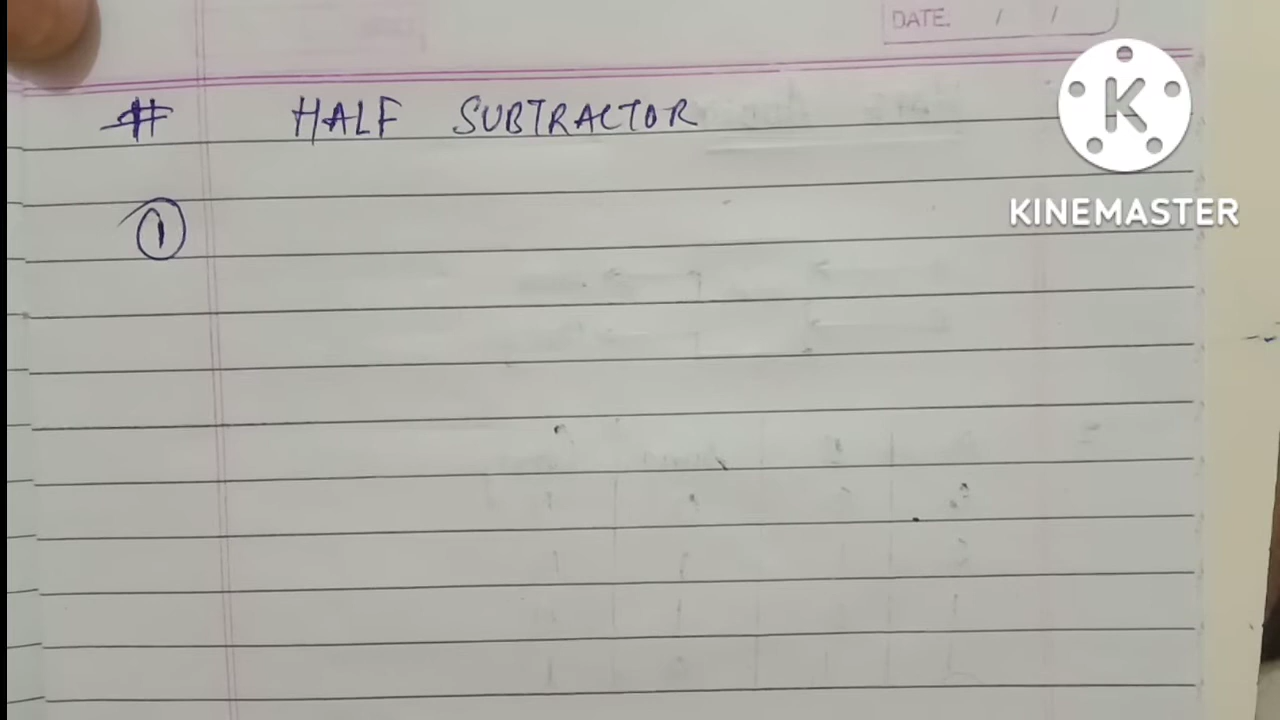 DATE. / /
# HALF SUBTRACTOR
K
KINEMASTER
①